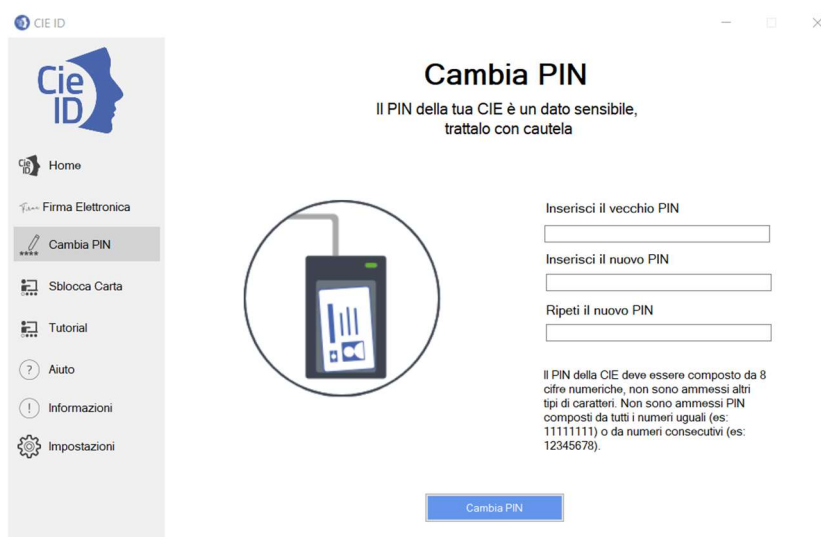 CIE ID
Cie
ID
Cie
ID
Home
Firma Elettronica
Cambia PIN
Sblocca Carta
Tutorial
? Aiuto
! Informazioni
Impostazioni
Cambia PIN
Il PIN della tua CIE è un dato sensibile,
trattalo con cautela
Inserisci il vecchio PIN
Inserisci il nuovo PIN
Ripeti il nuovo PIN
Il PIN della CIE deve essere composto da 8
cifre numeriche, non sono ammessi altri
tipi di caratteri. Non sono ammessi PIN
composti da tutti i numeri uguali (es:
11111111) o da numeri consecutivi (es:
12345678).
Cambia PIN